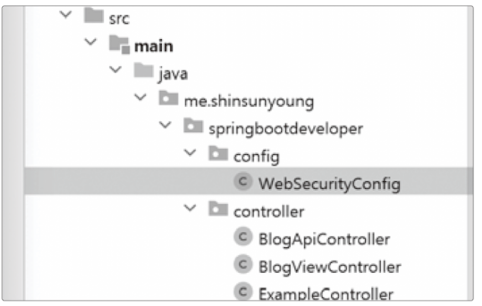 src
main
java
me.shinsunyoung
springbootdeveloper
config
C WebSecurityConfig
controller
C BlogApiController
C BlogViewController
C ExampleController